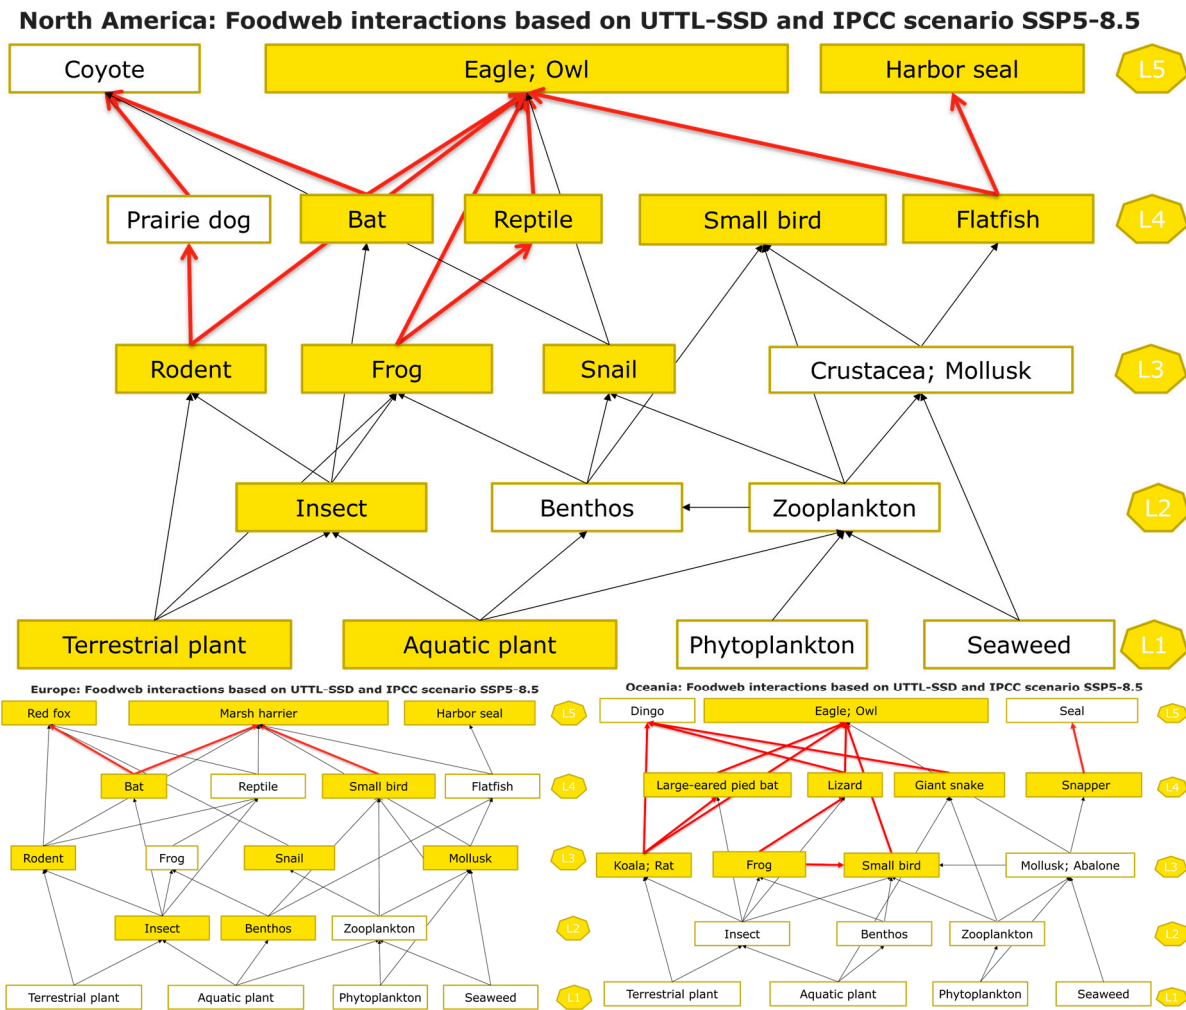 North America: Foodweb interactions based on UTTL-SSD and IPCC scenario SSP5-8.5
Coyote
Eagle; Owl
Harbor seal
L5
Prairie dog
Bat
Reptile
Small bird
Flatfish
L4
Rodent
Frog
Snail
Crustacea; Mollusk
L3
Insect
Benthos
Zooplankton
L2
Terrestrial plant
Aquatic plant
Phytoplankton
Seaweed
L1
Europe: Foodweb interactions based on UTTL-SSD and IPCC scenario SSP5-8.5
Red fox
Marsh harrier
Harbor seal
L5
Bat
Reptile
Small bird
Flatfish
L4
Rodent
Frog
Snail
Mollusk
L3
Insect
Benthos
Zooplankton
L2
Terrestrial plant
Aquatic plant
Phytoplankton
Seaweed
L1
Oceania: Foodweb interactions based on UTTL-SSD and IPCC scenario SSP5-8.5
Dingo
Eagle; Owl
Seal
L5
Large-eared pied bat
Lizard
Giant snake
Snapper
L4
Koala; Rat
Frog
Small bird
Mollusk; Abalone
L3
Insect
Benthos
Zooplankton
L2
Terrestrial plant
Aquatic plant
Phytoplankton
Seaweed
L1